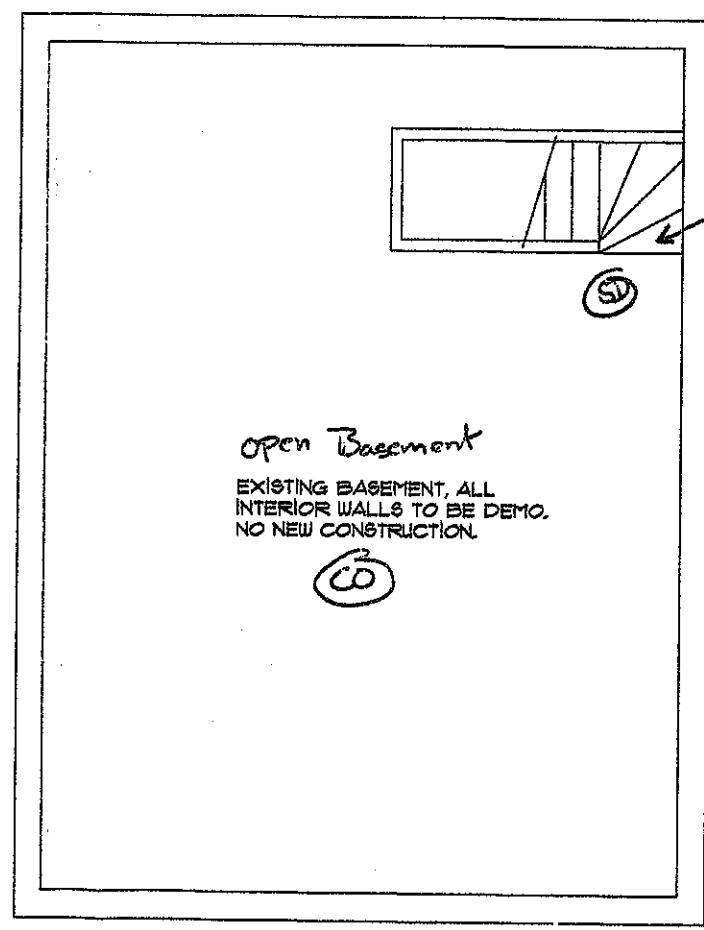 SD
open Basement
EXISTING BASEMENT, ALL
INTERIOR WALLS TO BE DEMO.
NO NEW CONSTRUCTION.
CO